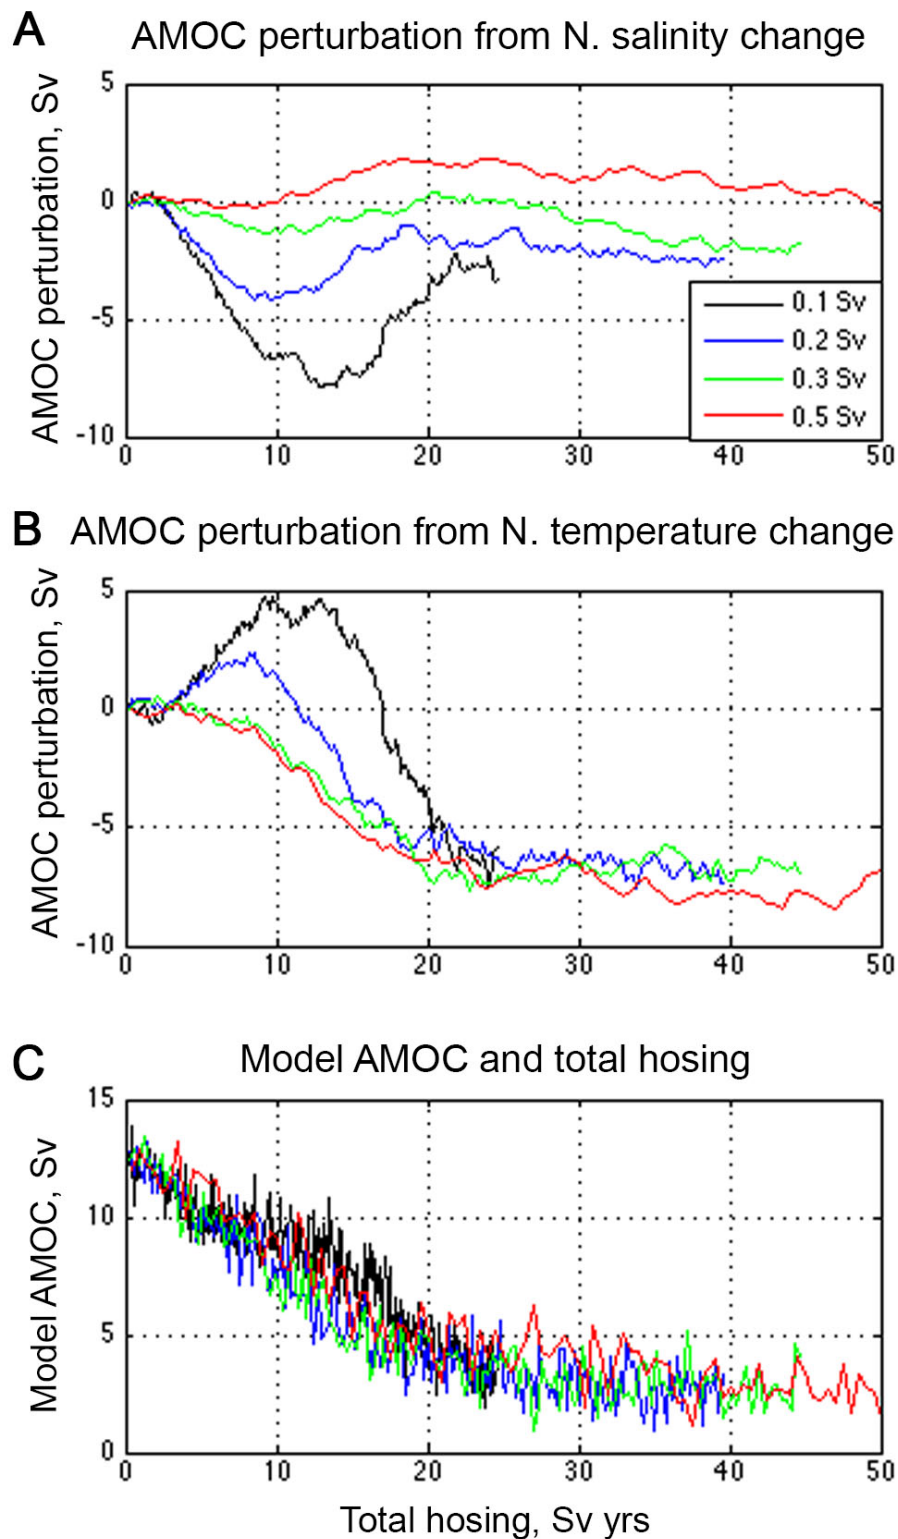 A AMOC perturbation from N. salinity change
AMOC perturbation, Sv
5
0
-5
-10
0 10 20 30 40 50
0.1 Sv
0.2 Sv
0.3 Sv
0.5 Sv
B AMOC perturbation from N. temperature change
AMOC perturbation, Sv
5
0
-5
-10
0 10 20 30 40 50
C Model AMOC and total hosing
Model AMOC, Sv
15
10
5
0
0 10 20 30 40 50
Total hosing, Sv yrs